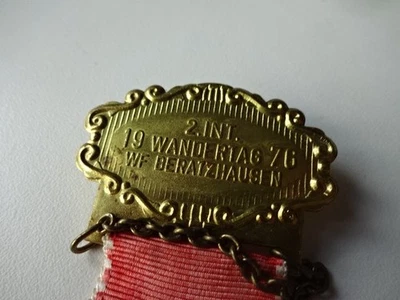 2.INT.
19 WANDERTAG 76
WF BERATZHAUSEN